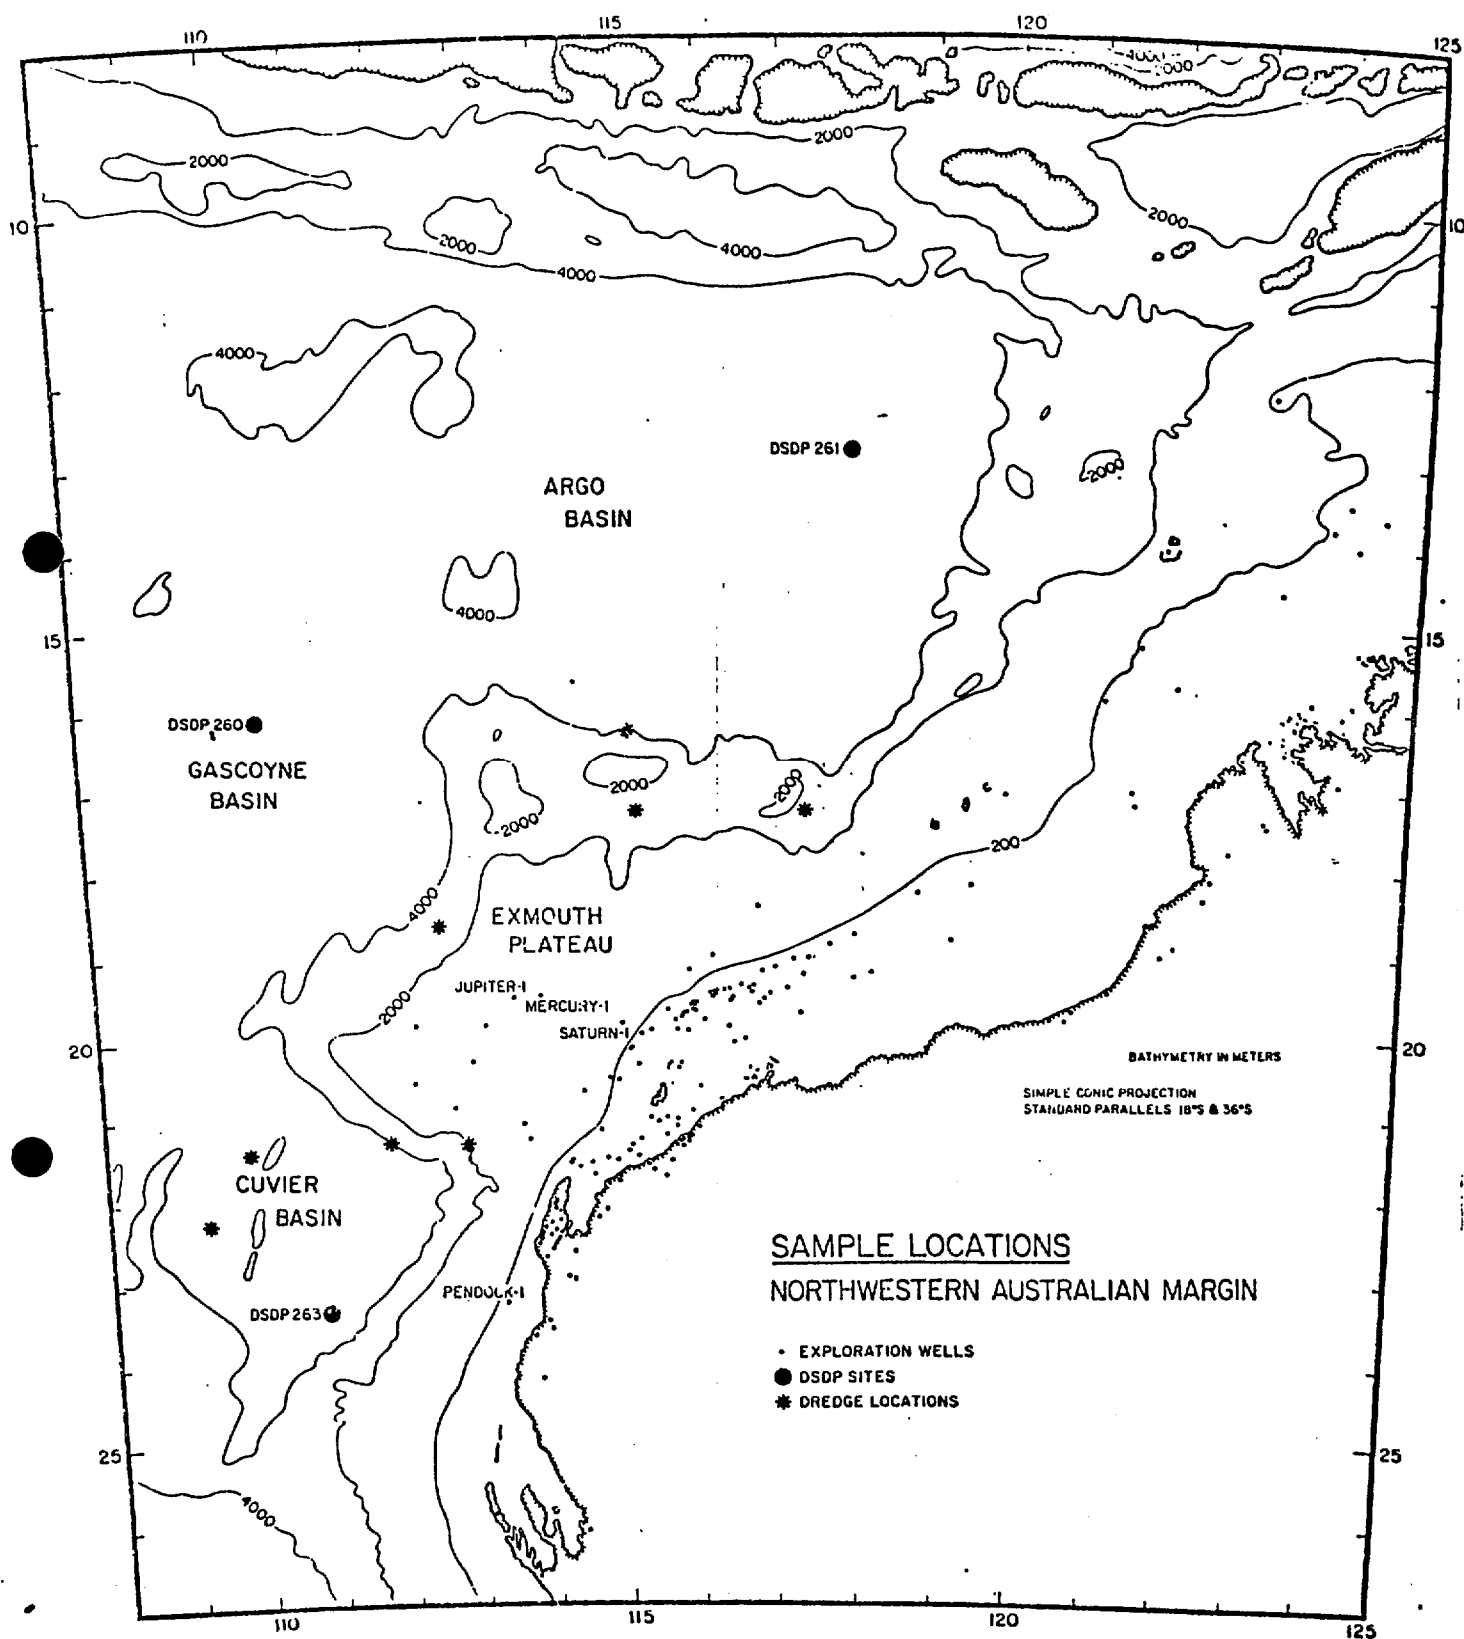 110 115 120 125
4000
2000
2000
2000
10
2000
2000
4000
4000
10
4000
DSDP 261
2000
ARGO
BASIN
4000
15
15
DSDP 260
GASCOYNE
BASIN
2000
2000
2000
200
4000
EXMOUTH
PLATEAU
JUPITER-1
MERCURY-1
2000
SATURN-1
20
20
BATHYMETRY IN METERS
SIMPLE CONIC PROJECTION
STANDARD PARALLELS 18°S & 36°S
CUVIER
BASIN
SAMPLE LOCATIONS
NORTHWESTERN AUSTRALIAN MARGIN
PENDOCK-1
DSDP 263
EXPLORATION WELLS
DSDP SITES
DREDGE LOCATIONS
25
25
4000
110 115 120 125